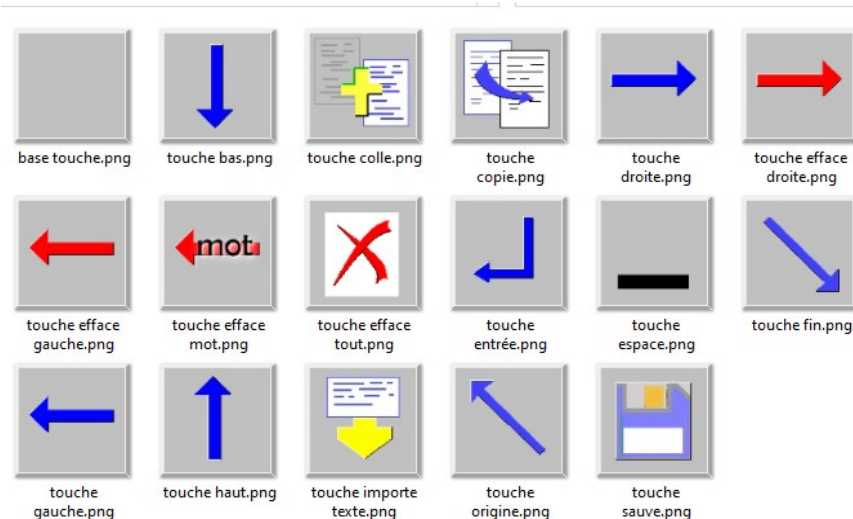 base touche.png
touche bas.png
touche colle.png
touche
copie.png
touche
droite.png
touche efface
droite.png
mot
touche efface
gauche.png
touche efface
mot.png
touche efface
tout.png
touche
entrée.png
touche
espace.png
touche fin.png
touche
gauche.png
touche haut.png
touche importe
texte.png
touche
origine.png
touche
sauve.png